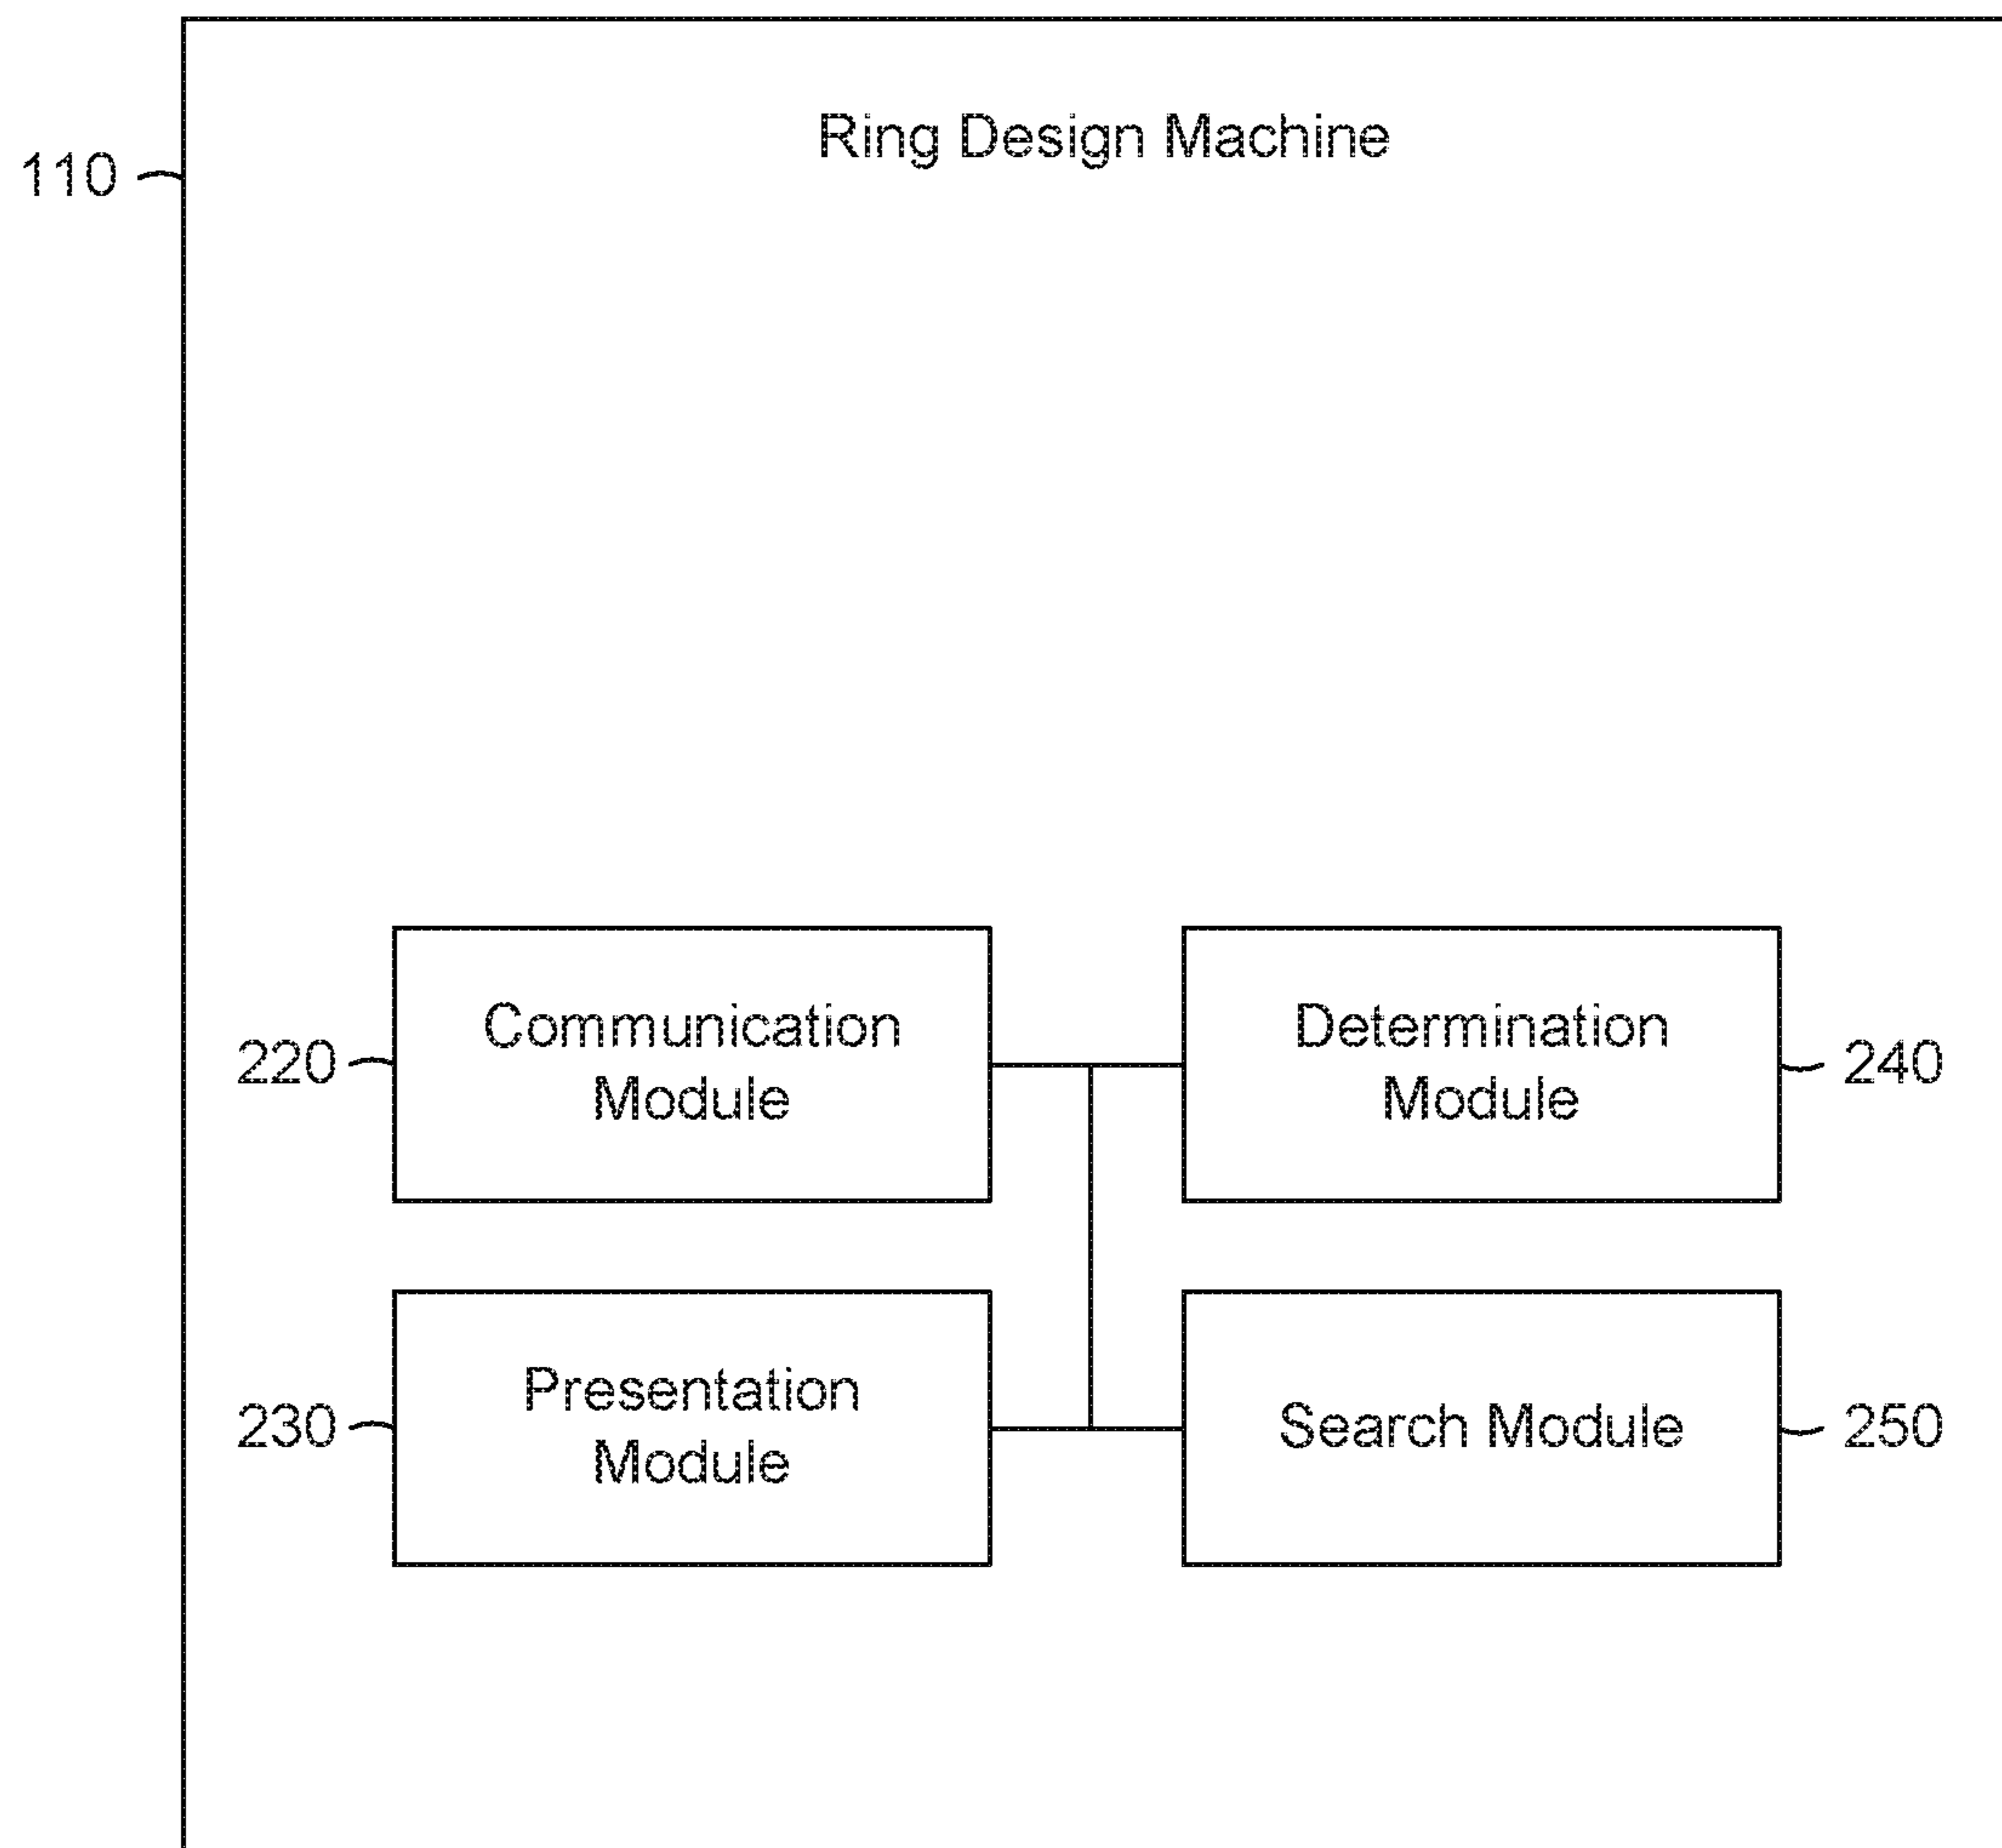 Ring Design Machine
110
Communication
Module
220
Determination
Module
240
Presentation
Module
230
Search Module
250